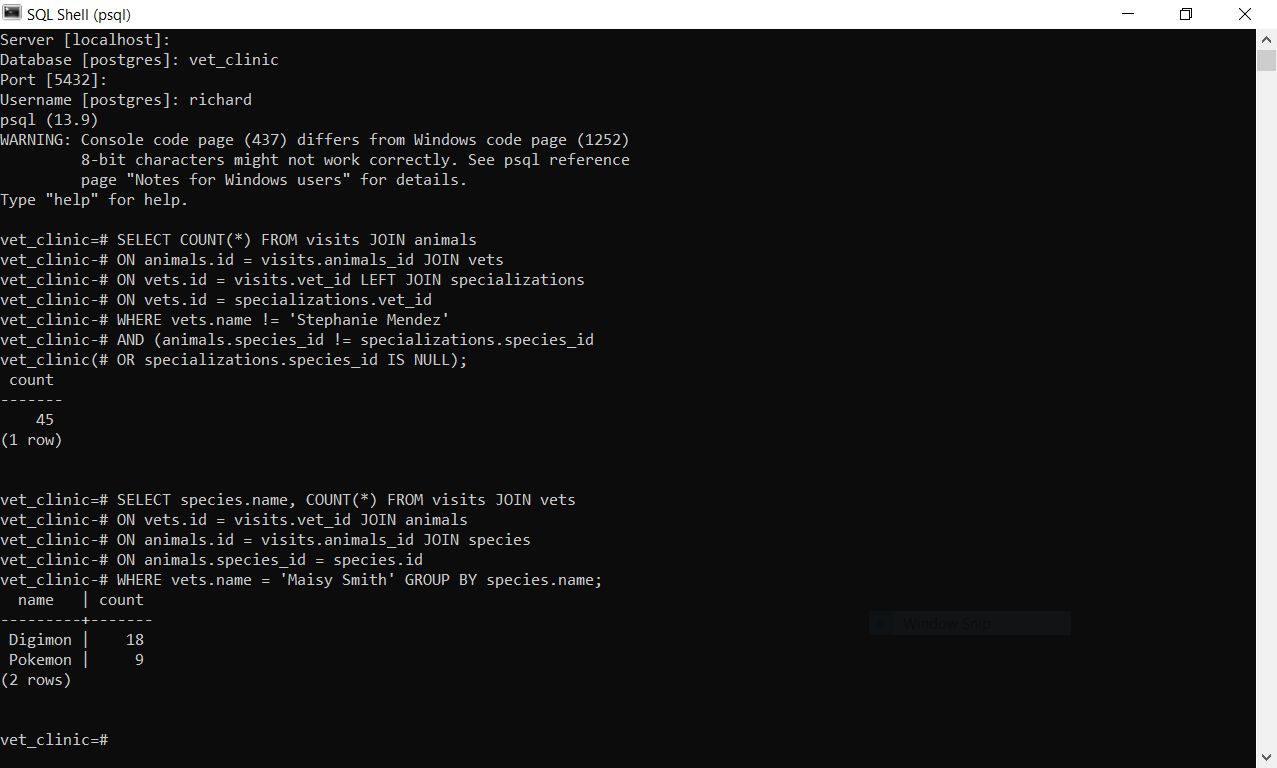 SQL Shell (psql)
Server [localhost]:
Database [postgres]: vet_clinic
Port [5432]:
Username [postgres]: richard
psql (13.9)
WARNING: Console code page (437) differs from Windows code page (1252)
         8-bit characters might not work correctly. See psql reference
         page "Notes for Windows users" for details.
Type "help" for help.

vet_clinic=# SELECT COUNT(*) FROM visits JOIN animals
vet_clinic-# ON animals.id = visits.animals_id JOIN vets
vet_clinic-# ON vets.id = visits.vet_id LEFT JOIN specializations
vet_clinic-# ON vets.id = specializations.vet_id
vet_clinic-# WHERE vets.name != 'Stephanie Mendez'
vet_clinic-# AND (animals.species_id != specializations.species_id
vet_clinic(# OR specializations.species_id IS NULL);
 count
-------
    45
(1 row)


vet_clinic=# SELECT species.name, COUNT(*) FROM visits JOIN vets
vet_clinic-# ON vets.id = visits.vet_id JOIN animals
vet_clinic-# ON animals.id = visits.animals_id JOIN species
vet_clinic-# ON animals.species_id = species.id
vet_clinic-# WHERE vets.name = 'Maisy Smith' GROUP BY species.name;
  name   | count
---------+-------
 Digimon |    18
 Pokemon |     9
(2 rows)
Window Snip


vet_clinic=#